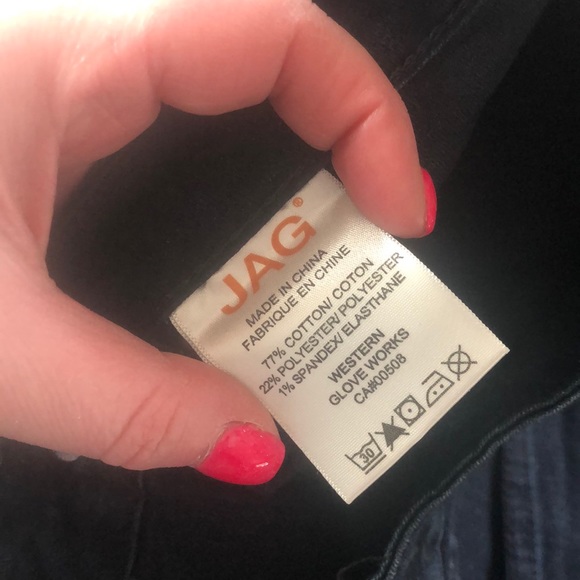 JAG®
MADE IN CHINA
FABRIQUE EN CHINE
77% COTTON/ COTON
22% POLYESTER/ POLYESTER
1% SPANDEX/ ELASTHANE
WESTERN
GLOVE WORKS
CA#00508
30